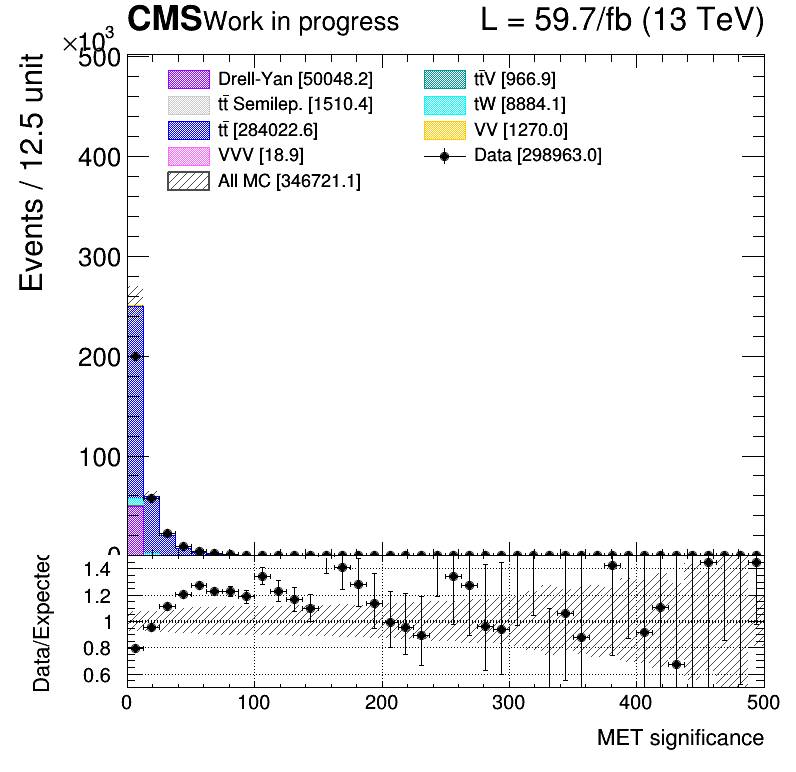 CMS Work in progress L = 59.7/fb (13 TeV)
×10³
Events / 12.5 unit
500
400
300
200
100
0
Drell-Yan [50048.2]
tt̄ Semilep. [1510.4]
tt̄ [284022.6]
VVV [18.9]
All MC [346721.1]
tt̄V [966.9]
tW [8884.1]
VV [1270.0]
Data [298963.0]
Data/Expected
1.4
1.2
1
0.8
0.6
0 100 200 300 400 500
MET significance